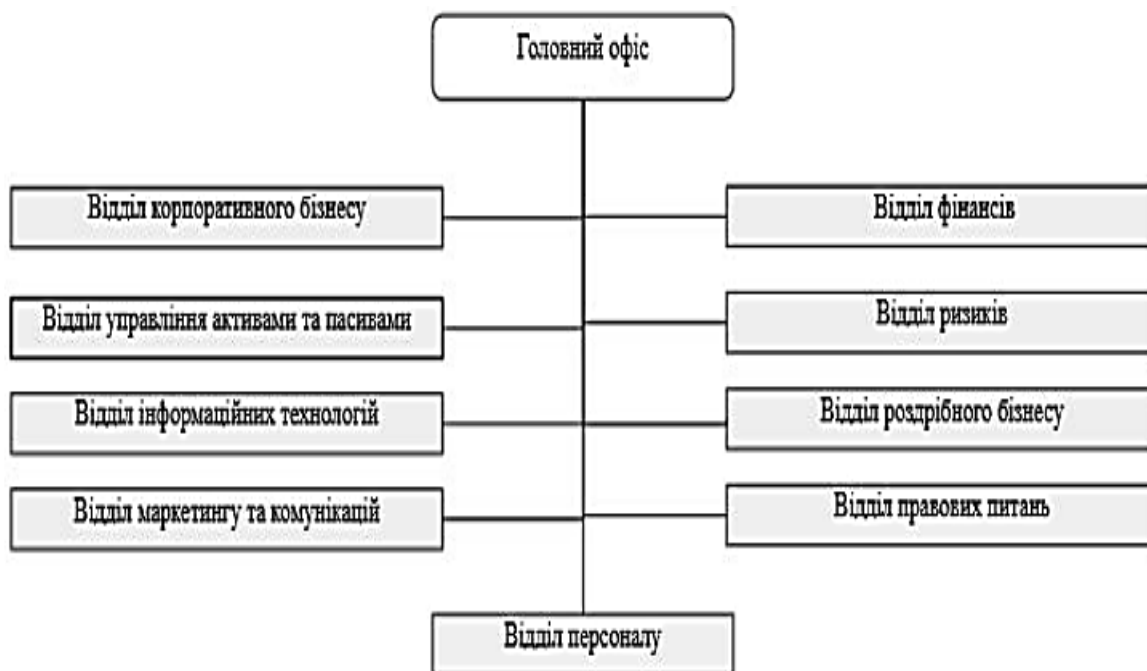 Головний офіс
Відділ корпоративного бізнесу
Відділ фінансів
Відділ управління активами та пасивами
Відділ ризиків
Відділ інформаційних технологій
Відділ роздрібного бізнесу
Відділ маркетингу та комунікацій
Відділ правових питань
Відділ персоналу